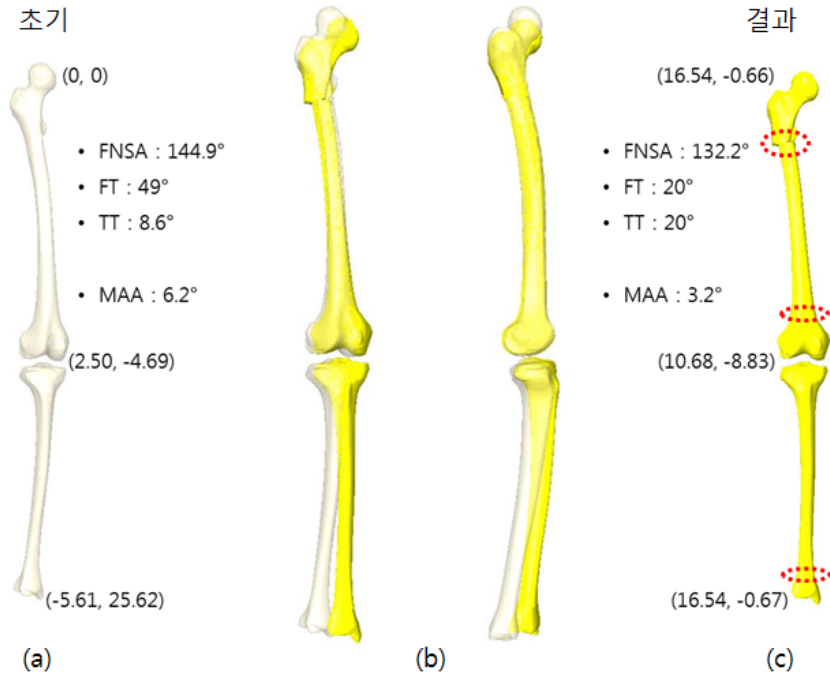 초기
결과
(0, 0)
(16.54, -0.66)
• FNSA : 144.9°
• FT : 49°
• TT : 8.6°
• MAA : 6.2°
• FNSA : 132.2°
• FT : 20°
• TT : 20°
• MAA : 3.2°
(2.50, -4.69)
(10.68, -8.83)
(-5.61, 25.62)
(16.54, -0.67)
(a)
(b)
(c)